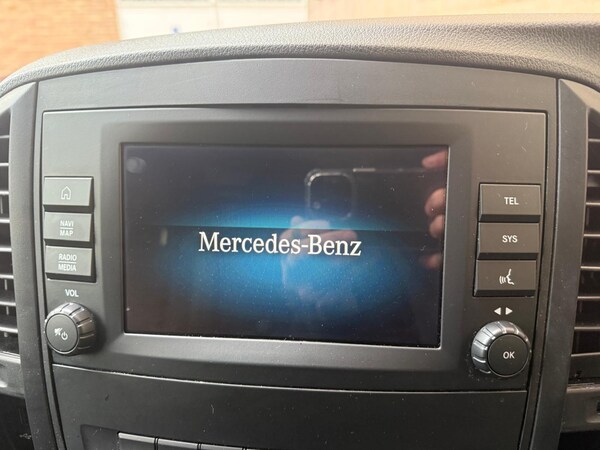 NAVI
MAP
RADIO
MEDIA
VOL
Mercedes-Benz
TEL
SYS
OK